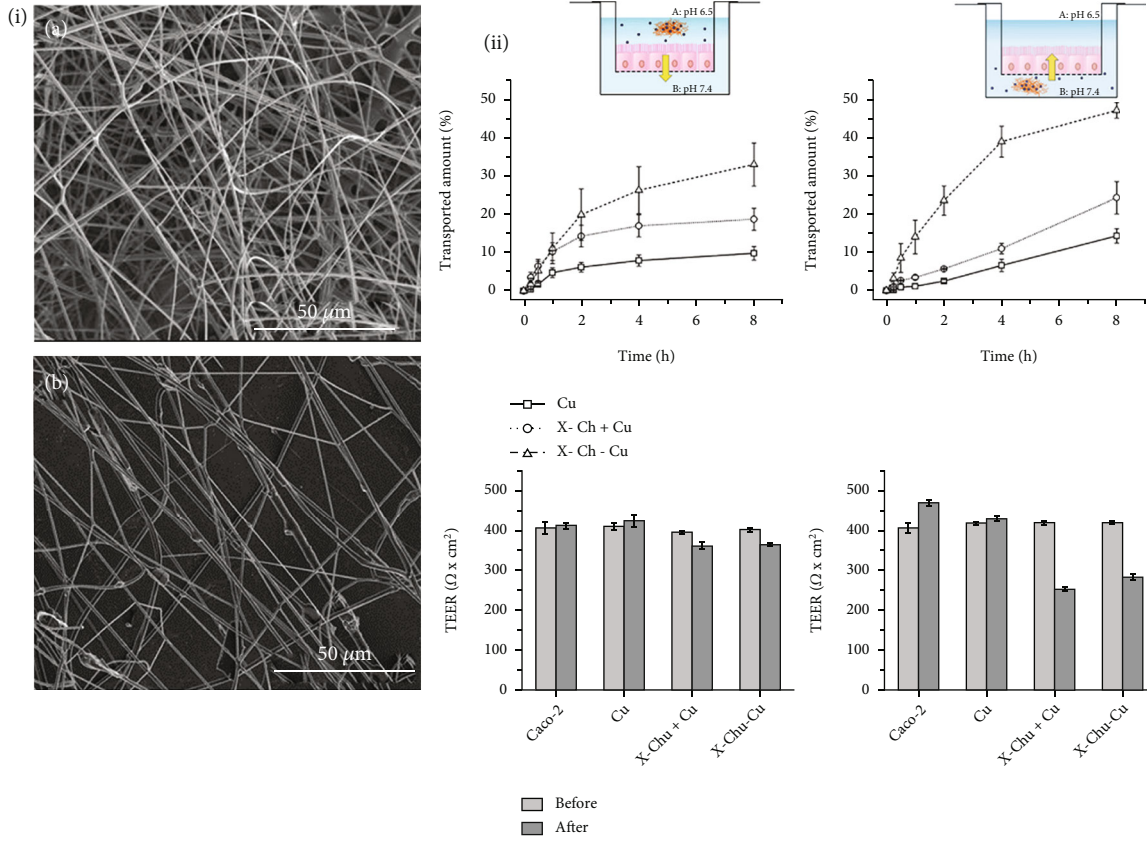 (i)
(a)
50 μm
(b)
50 μm
(ii)
A: pH 6.5
B: pH 7.4
Transported amount (%)
50
40
30
20
10
0
0 2 4 6 8
Time (h)
A: pH 6.5
B: pH 7.4
Transported amount (%)
50
40
30
20
10
0
0 2 4 6 8
Time (h)
Cu
X- Ch + Cu
X- Ch - Cu
TEER (Ω x cm²)
500
400
300
200
100
0
Caco-2
Cu
X-Chu + Cu
X-Chu-Cu
TEER (Ω x cm²)
500
400
300
200
100
0
Caco-2
Cu
X-Chu + Cu
X-Chu-Cu
Before
After